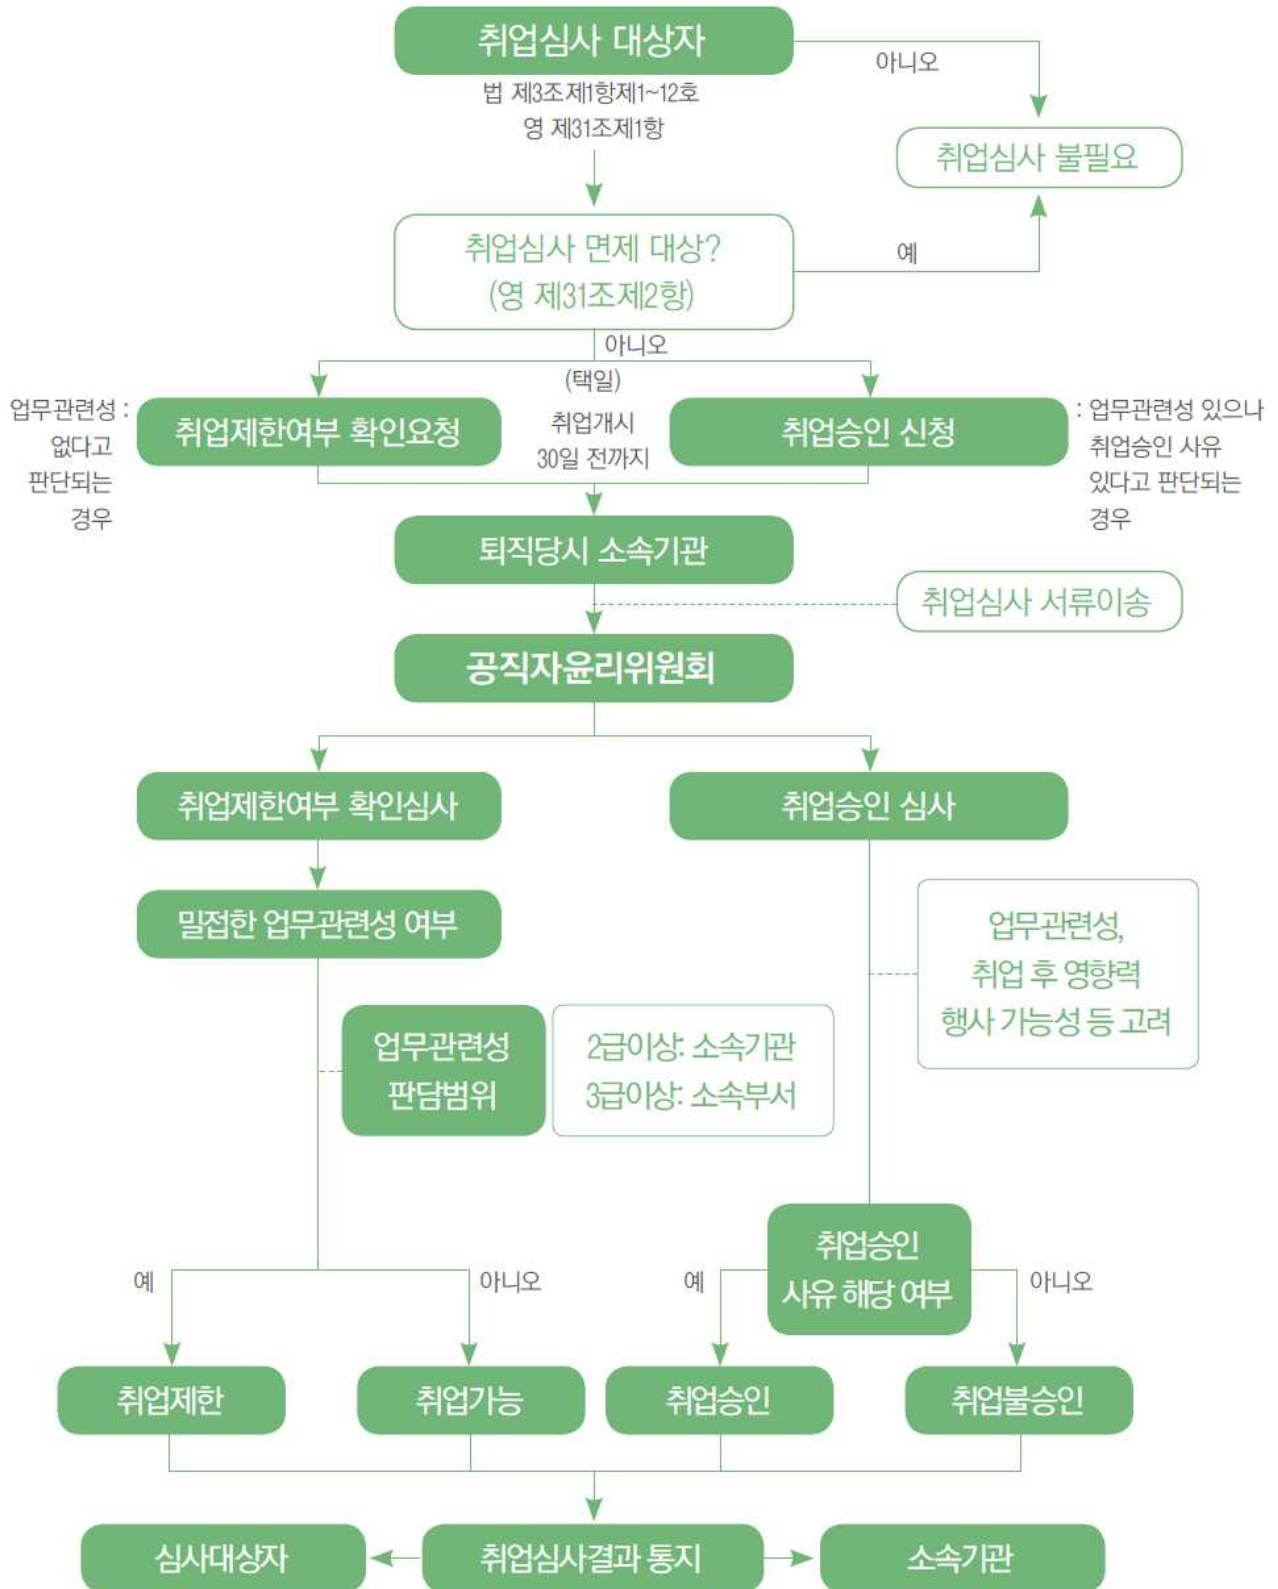 취업심사 대상자
아니오
법 제3조제1항제1~12호
영 제31조제1항
취업심사 불필요
취업심사 면제 대상?
(영 제31조제2항)
예
아니오
(택일)
취업개시
30일 전까지
업무관련성 :
없다고
판단되는
경우
취업제한여부 확인요청
취업승인 신청
: 업무관련성 있으나
취업승인 사유
있다고 판단되는
경우
퇴직당시 소속기관
취업심사 서류이송
공직자윤리위원회
취업제한여부 확인심사
취업승인 심사
밀접한 업무관련성 여부
업무관련성,
취업 후 영향력
행사 가능성 등 고려
업무관련성
판담범위
2급이상: 소속기관
3급이상: 소속부서
취업승인
사유 해당 여부
예
아니오
예
아니오
취업제한
취업가능
취업승인
취업불승인
심사대상자
취업심사결과 통지
소속기관